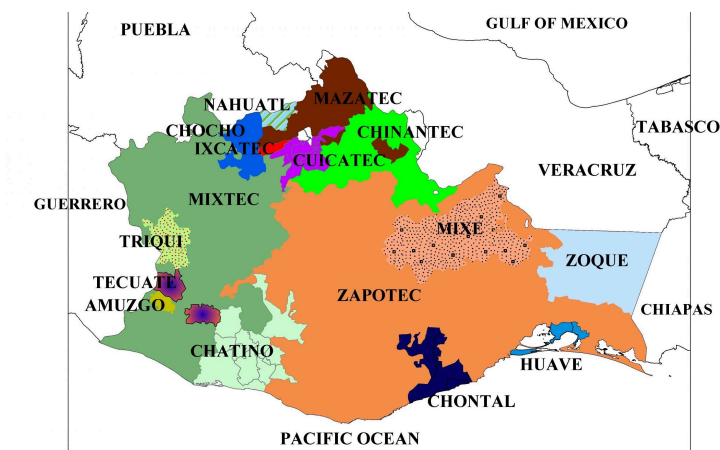 PUEBLA
GULF OF MEXICO
NAHUATL
MAZATEC
CHOCHO
CHINANTEC
TABASCO
IXCATEC
CUICATEC
VERACRUZ
GUERRERO
MIXTEC
MIXE
TRIQUI
ZOQUE
TECUATE
ZAPOTEC
AMUZGO
CHIAPAS
CHATINO
HUAVE
CHONTAL
PACIFIC OCEAN